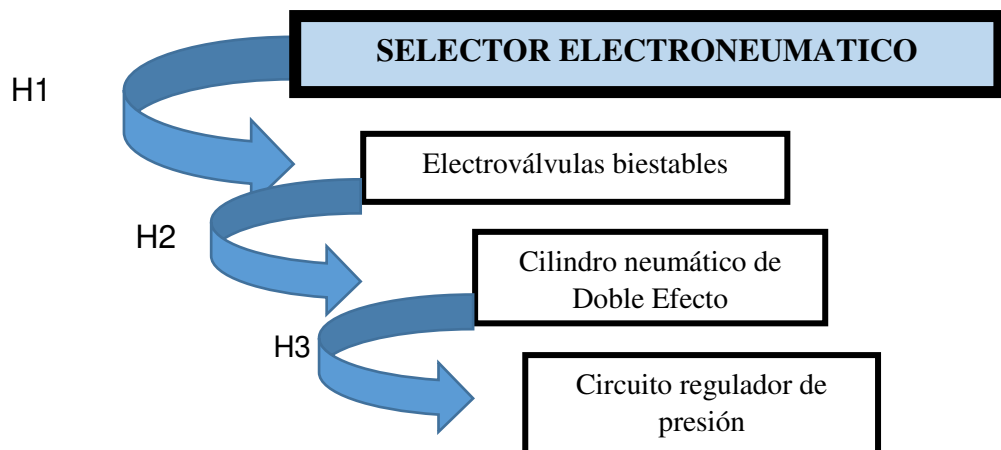 SELECTOR ELECTRONEUMATICO
H1
Electroválvulas biestables
H2
Cilindro neumático de
Doble Efecto
H3
Circuito regulador de
presión